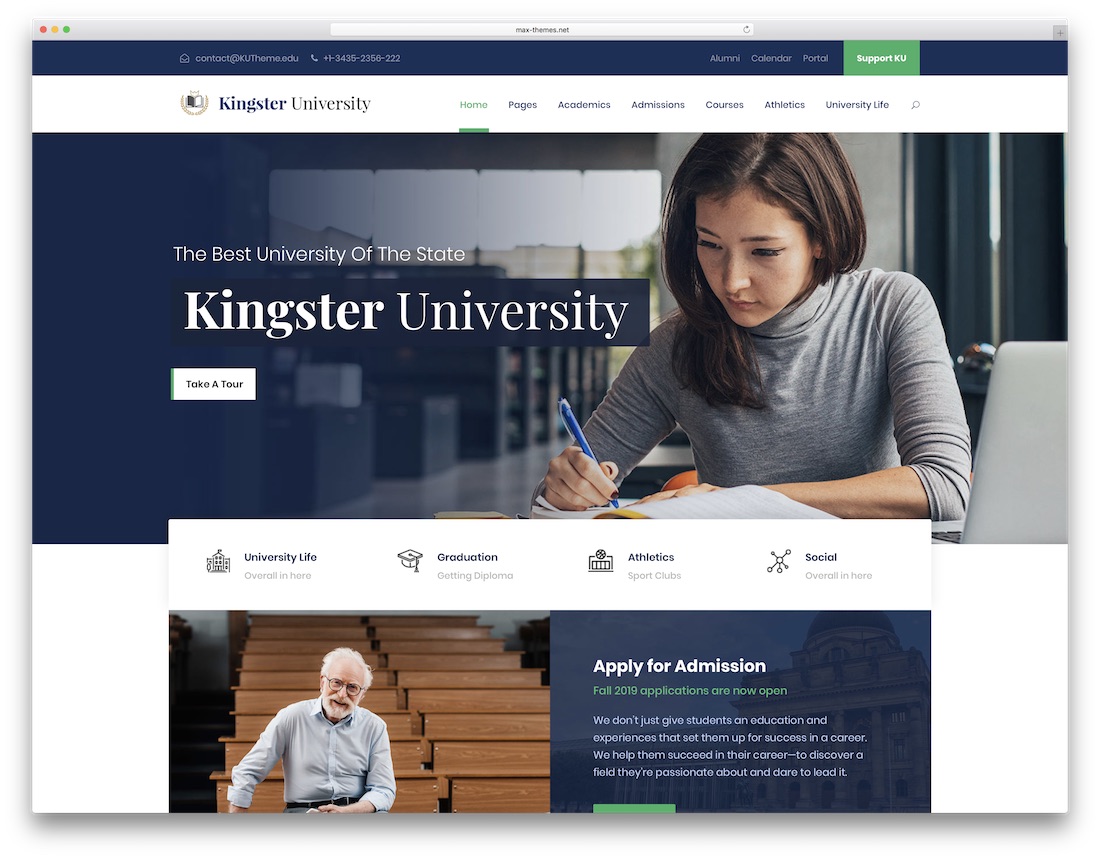 max-themes.net
contact@KUTheme.edu +1-3435-2356-222 Alumni Calendar Portal Support KU
Kingster University Home Pages Academics Admissions Courses Athletics University Life
The Best University Of The State
Kingster University
Take A Tour
University Life Graduation Athletics Social
Overall in here Getting Diploma Sport Clubs Overall in here
Apply for Admission
Fall 2019 applications are now open
We don't just give students an education and
experiences that set them up for success in a career.
We help them succeed in their career—to discover a
field they're passionate about and dare to lead it.